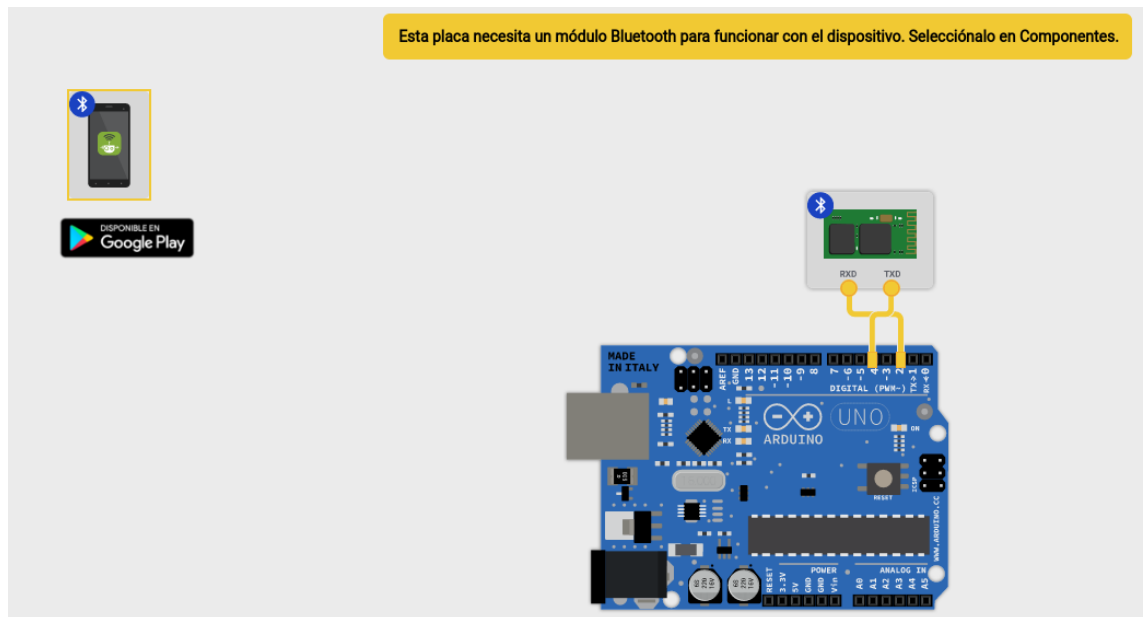 Esta placa necesita un módulo Bluetooth para funcionar con el dispositivo. Selecciónalo en Componentes.
DISPONIBLE EN
Google Play
RXD TXD
MADE
IN ITALY
AREF
GND
13
12
~11
~10
~9
8
7
~6
~5
4
~3
2
TX→1
RX←0
DIGITAL (PWM~)
L
TX
RX
ARDUINO
UNO
ON
RESET
ICSP
WWW.ARDUINO.CC
POWER
ANALOG IN
RESET
3.3V
5V
GND
GND
Vin
A0
A1
A2
A3
A4
A5